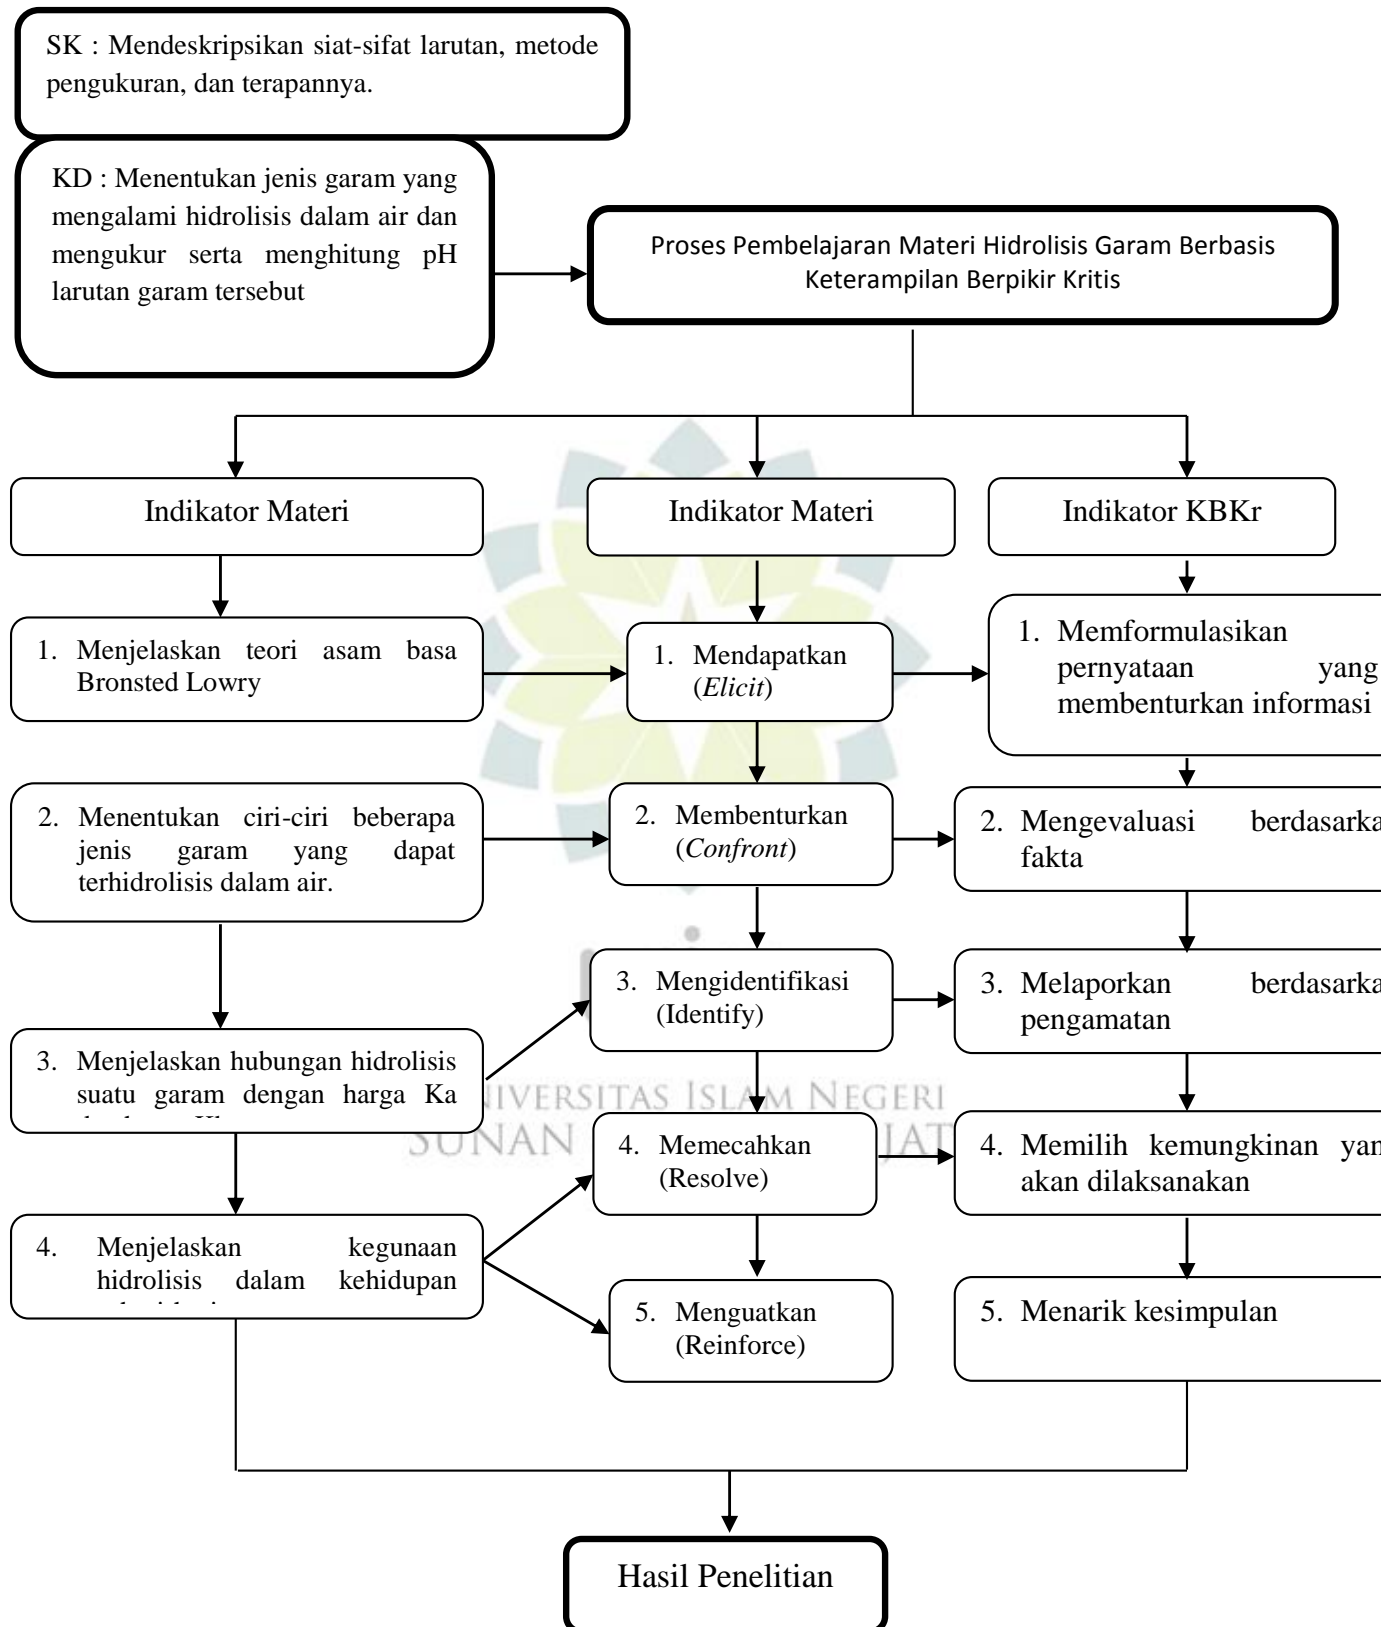 SK : Mendeskripsikan siat-sifat larutan, metode
pengukuran, dan terapannya.
KD : Menentukan jenis garam yang
mengalami hidrolisis dalam air dan
mengukur serta menghitung pH
larutan garam tersebut
Proses Pembelajaran Materi Hidrolisis Garam Berbasis
Keterampilan Berpikir Kritis
Indikator Materi
Indikator Materi
Indikator KBKr
1. Menjelaskan teori asam basa
Bronsted Lowry
1. Mendapatkan
(Elicit)
1. Memformulasikan
pernyataan yang
membenturkan informasi
2. Menentukan ciri-ciri beberapa
jenis garam yang dapat
terhidrolisis dalam air.
2. Membenturkan
(Confront)
2. Mengevaluasi berdasarka
fakta
3. Mengidentifikasi
(Identify)
3. Melaporkan berdasarka
pengamatan
3. Menjelaskan hubungan hidrolisis
suatu garam dengan harga Ka
NIVERSITAS ISLAM NEGERI
SUNAN JAT
4. Memecahkan
(Resolve)
4. Memilih kemungkinan yan
akan dilaksanakan
4. Menjelaskan kegunaan
hidrolisis dalam kehidupan
5. Menguatkan
(Reinforce)
5. Menarik kesimpulan
Hasil Penelitian